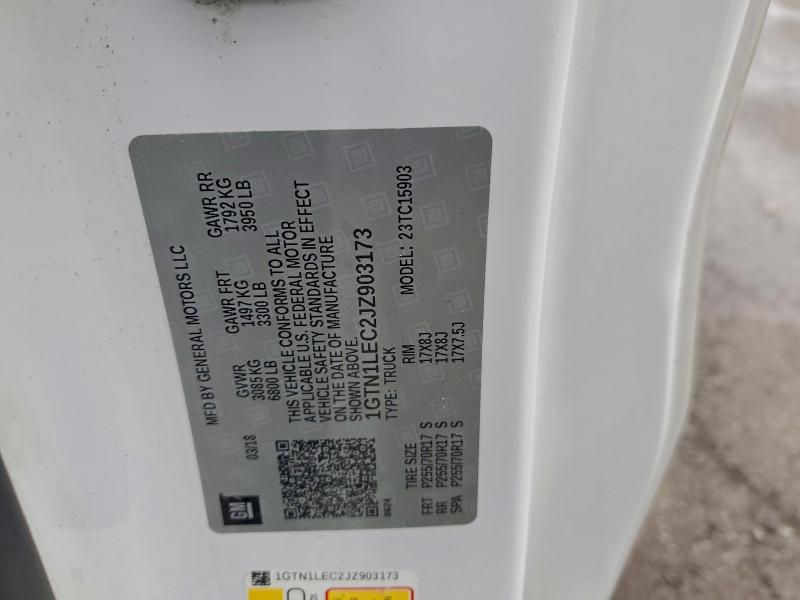 GM
03/18
MFD BY GENERAL MOTORS LLC
GVWR GAWR FRT GAWR RR
3085 KG 1497 KG 1792 KG
6800 LB 3300 LB 3950 LB
THIS VEHICLE CONFORMS TO ALL
APPLICABLE U.S. FEDERAL MOTOR
VEHICLE SAFETY STANDARDS IN EFFECT
ON THE DATE OF MANUFACTURE
SHOWN ABOVE.
1GTN1LEC2JZ903173
TYPE: TRUCK MODEL: 23TC15903
TIRE SIZE RIM
FRT P255/70R17 S 17X8J
RR P255/70R17 S 17X8J
SPA P255/70R17 S 17X7.5J
1GTN1LEC2JZ903173